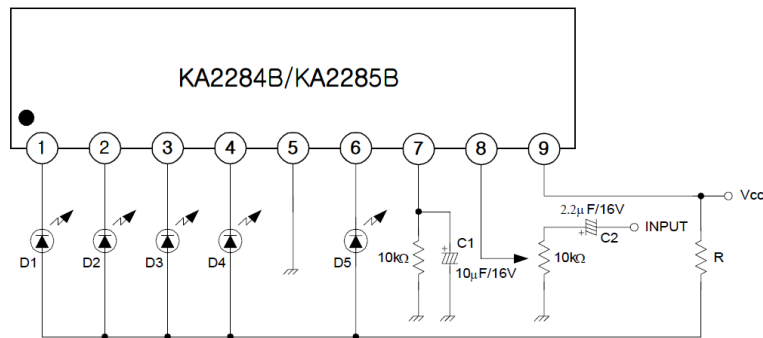 KA2284B/KA2285B
1 2 3 4 5 6 7 8 9
Vcc
2.2μF/16V
INPUT
C2
D1 D2 D3 D4 D5
10kΩ
C1
10μF/16V
10kΩ
R